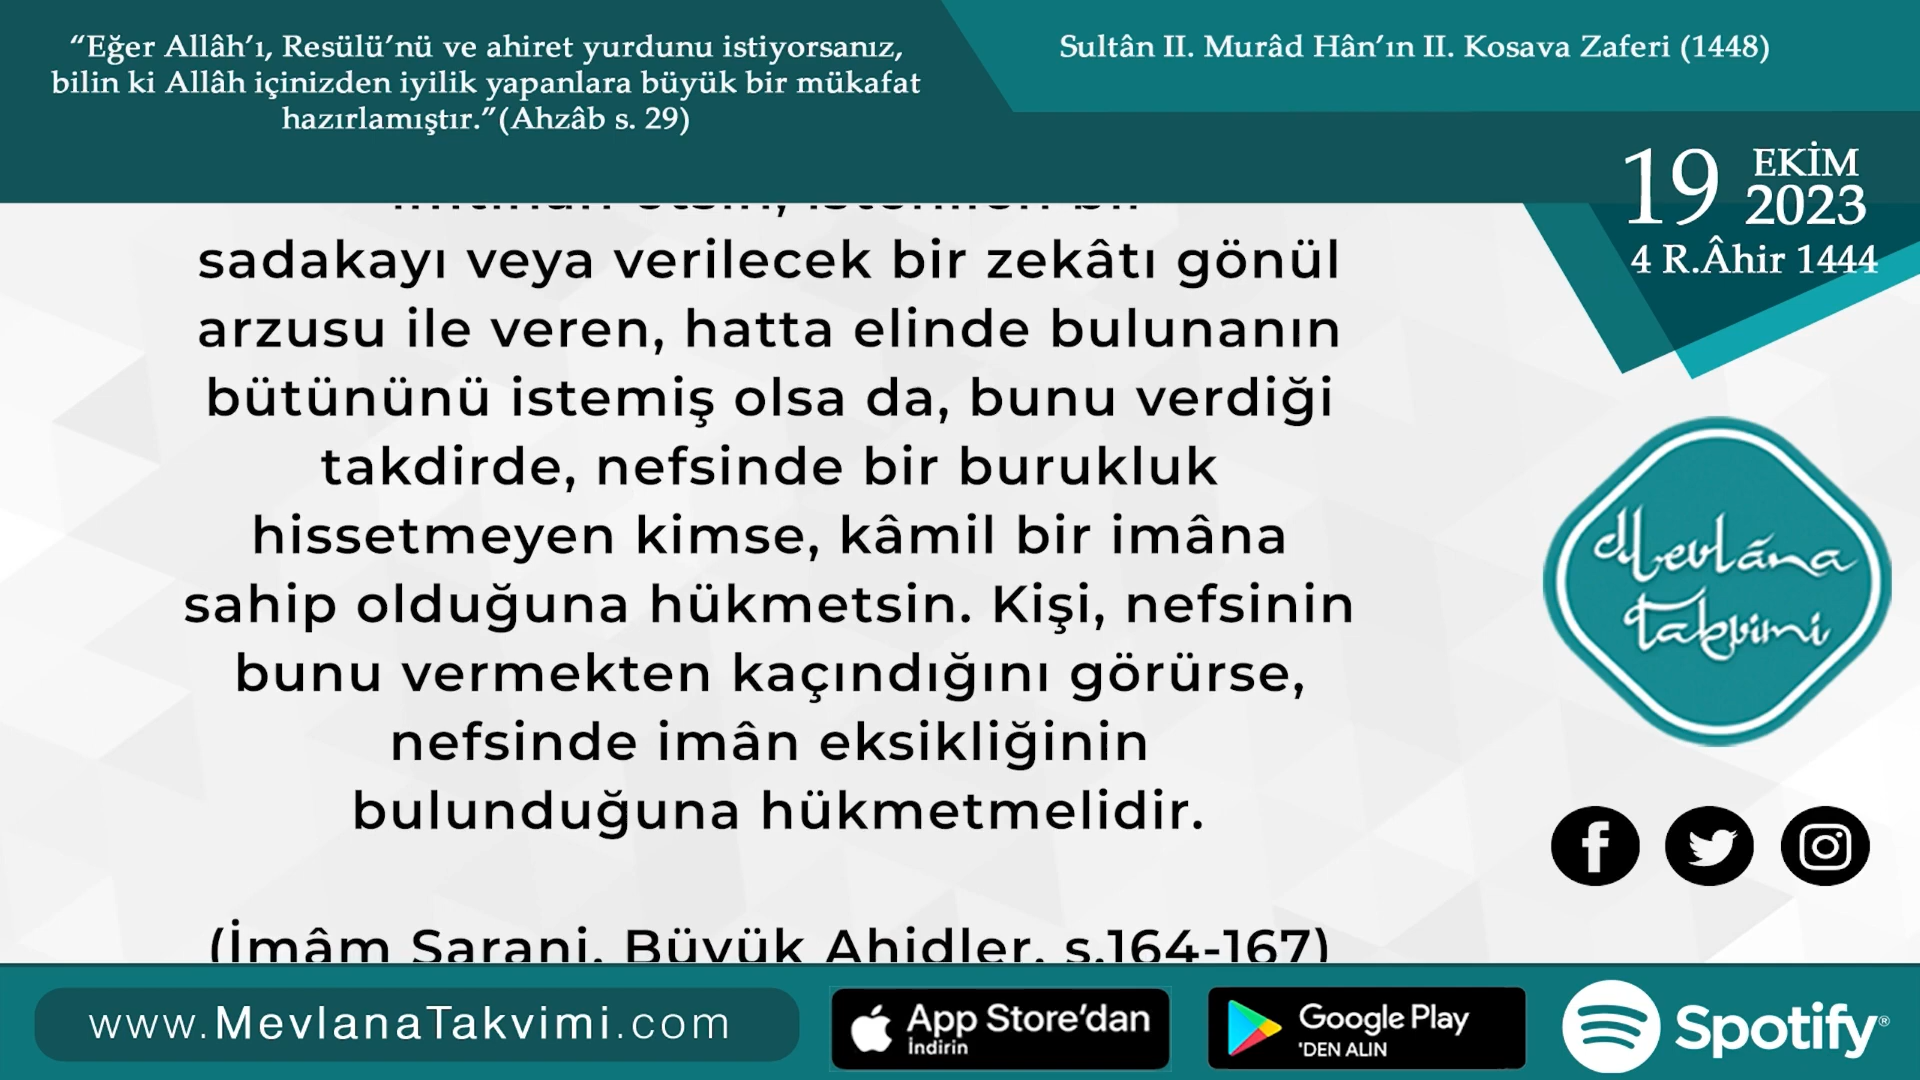 “Eğer Allâh’ı, Resülü’nü ve ahiret yurdunu istiyorsanız,
bilin ki Allâh içinizden iyilik yapanlara büyük bir mükafat
hazırlamıştır.”(Ahzâb s. 29)
Sultân II. Murâd Hân’ın II. Kosava Zaferi (1448)
19 EKİM
2023
4 R.Âhir 1444
sadakayı veya verilecek bir zekâtı gönül
arzusu ile veren, hatta elinde bulunanın
bütününü istemiş olsa da, bunu verdiği
takdirde, nefsinde bir burukluk
hissetmeyen kimse, kâmil bir imâna
sahip olduğuna hükmetsin. Kişi, nefsinin
bunu vermekten kaçındığını görürse,
nefsinde imân eksikliğinin
bulunduğuna hükmetmelidir.
(İmâm Şarani, Büyük Ahidler, s.164-167)
Mevlâna
Takvimi
www.MevlanaTakvimi.com
App Store’dan
İndirin
Google Play
'DEN ALIN
Spotify®